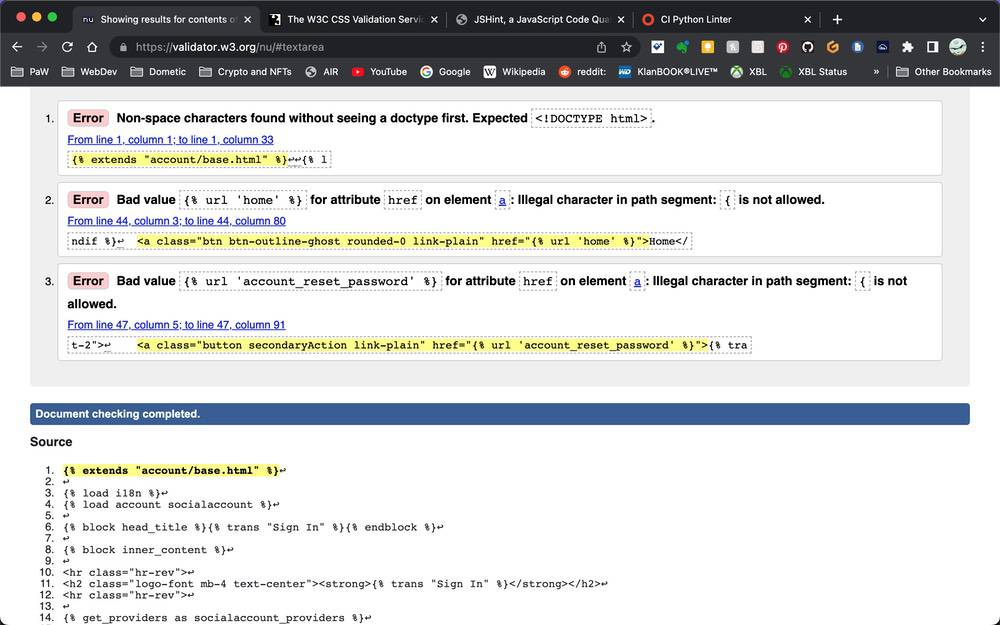 Showing results for contents of
The W3C CSS Validation Servic
JSHint, a JavaScript Code Qua
CI Python Linter
https://validator.w3.org/nu/#textarea
PaW
WebDev
Dometic
Crypto and NFTs
AIR
YouTube
Google
Wikipedia
reddit:
KlanBOOK®LIVE™
XBL
XBL Status
»
Other Bookmarks
1. Error Non-space characters found without seeing a doctype first. Expected <!DOCTYPE html>.
From line 1, column 1; to line 1, column 33
{% extends "account/base.html" %}↩↩{% l
2. Error Bad value {% url 'home' %} for attribute href on element a: Illegal character in path segment: { is not allowed.
From line 44, column 3; to line 44, column 80
ndif %}↩  <a class="btn btn-outline-ghost rounded-0 link-plain" href="{% url 'home' %}">Home</
3. Error Bad value {% url 'account_reset_password' %} for attribute href on element a: Illegal character in path segment: { is not
allowed.
From line 47, column 5; to line 47, column 91
t-2">↩    <a class="button secondaryAction link-plain" href="{% url 'account_reset_password' %}">{% tra
Document checking completed.
Source
1. {% extends "account/base.html" %}↩
2. ↩
3. {% load i18n %}↩
4. {% load account socialaccount %}↩
5. ↩
6. {% block head_title %}{% trans "Sign In" %}{% endblock %}↩
7. ↩
8. {% block inner_content %}↩
9. ↩
10. <hr class="hr-rev">↩
11. <h2 class="logo-font mb-4 text-center"><strong>{% trans "Sign In" %}</strong></h2>↩
12. <hr class="hr-rev">↩
13. ↩
14. {% get_providers as socialaccount_providers %}↩